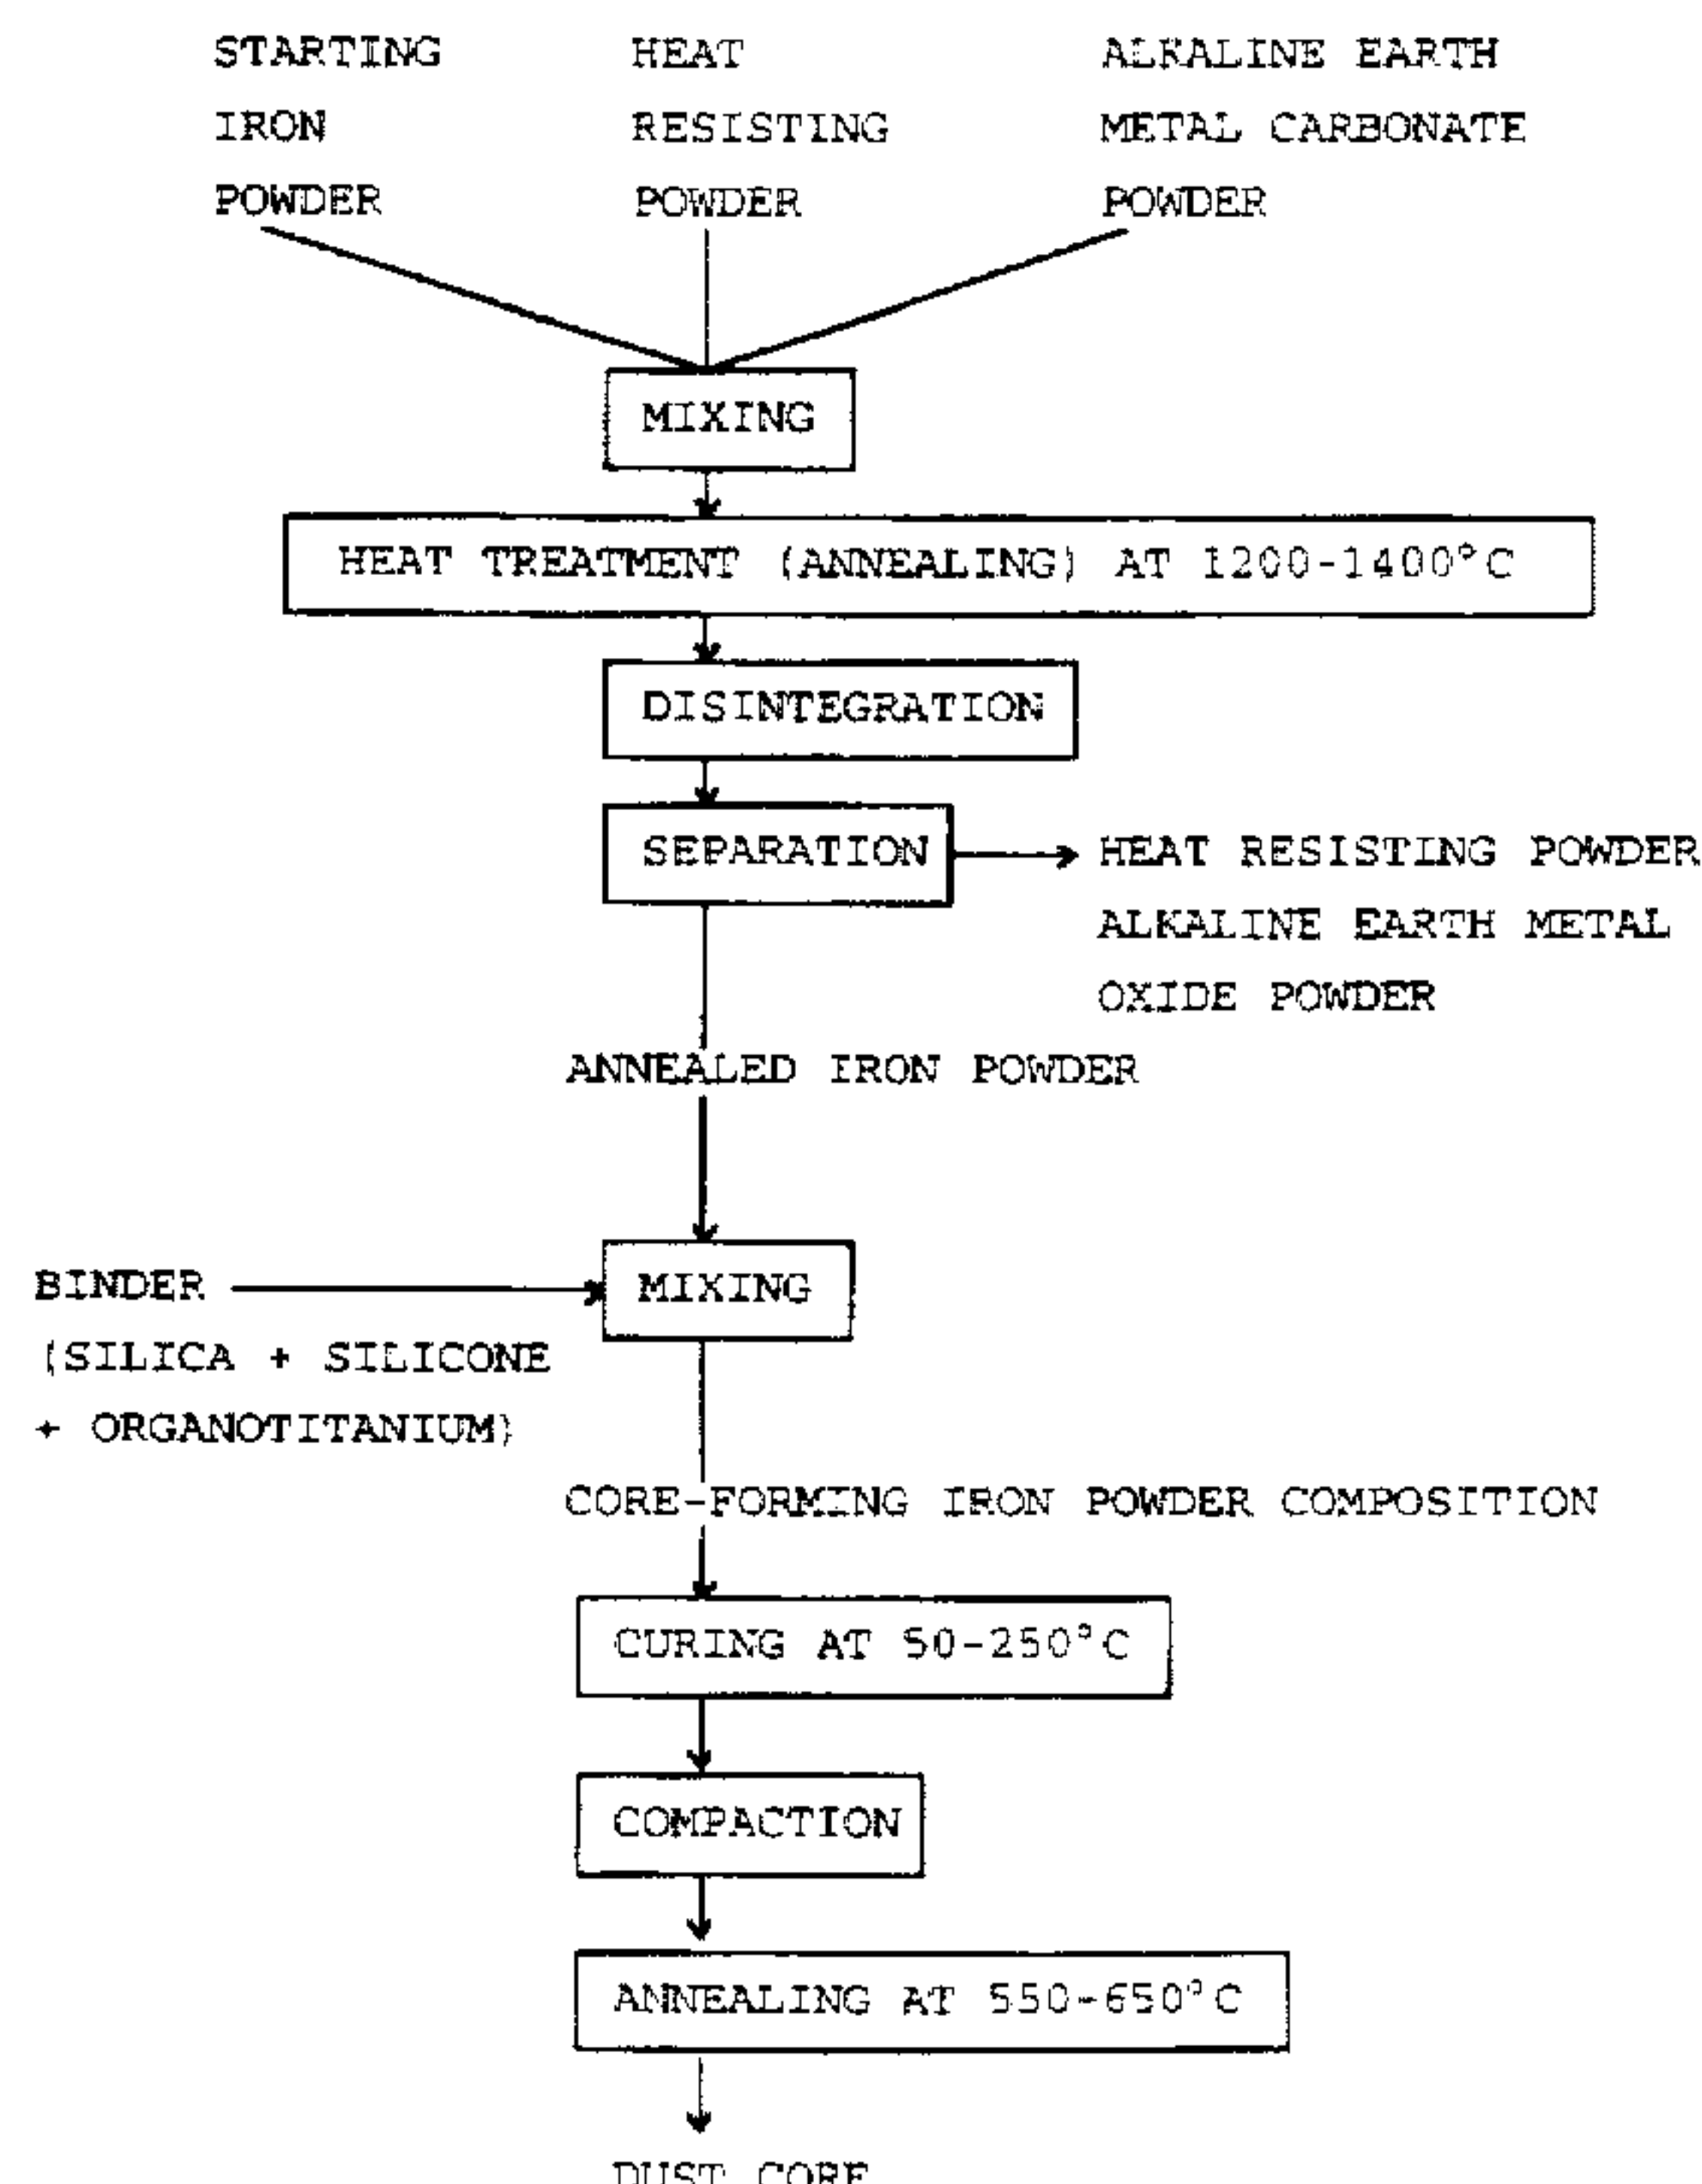 STARTING
IRON
POWDER
HEAT
RESISTING
POWDER
ALKALINE EARTH
METAL CARBONATE
POWDER
MIXING
HEAT TREATMENT (ANNEALING) AT 1200-1400°C
DISINTEGRATION
SEPARATION
HEAT RESISTING POWDER
ALKALINE EARTH METAL
OXIDE POWDER
ANNEALED IRON POWDER
BINDER
(SILICA + SILICONE
+ ORGANOTITANIUM)
MIXING
CORE-FORMING IRON POWDER COMPOSITION
CURING AT 50-250°C
COMPACTION
ANNEALING AT 550-650°C
DUST CORE